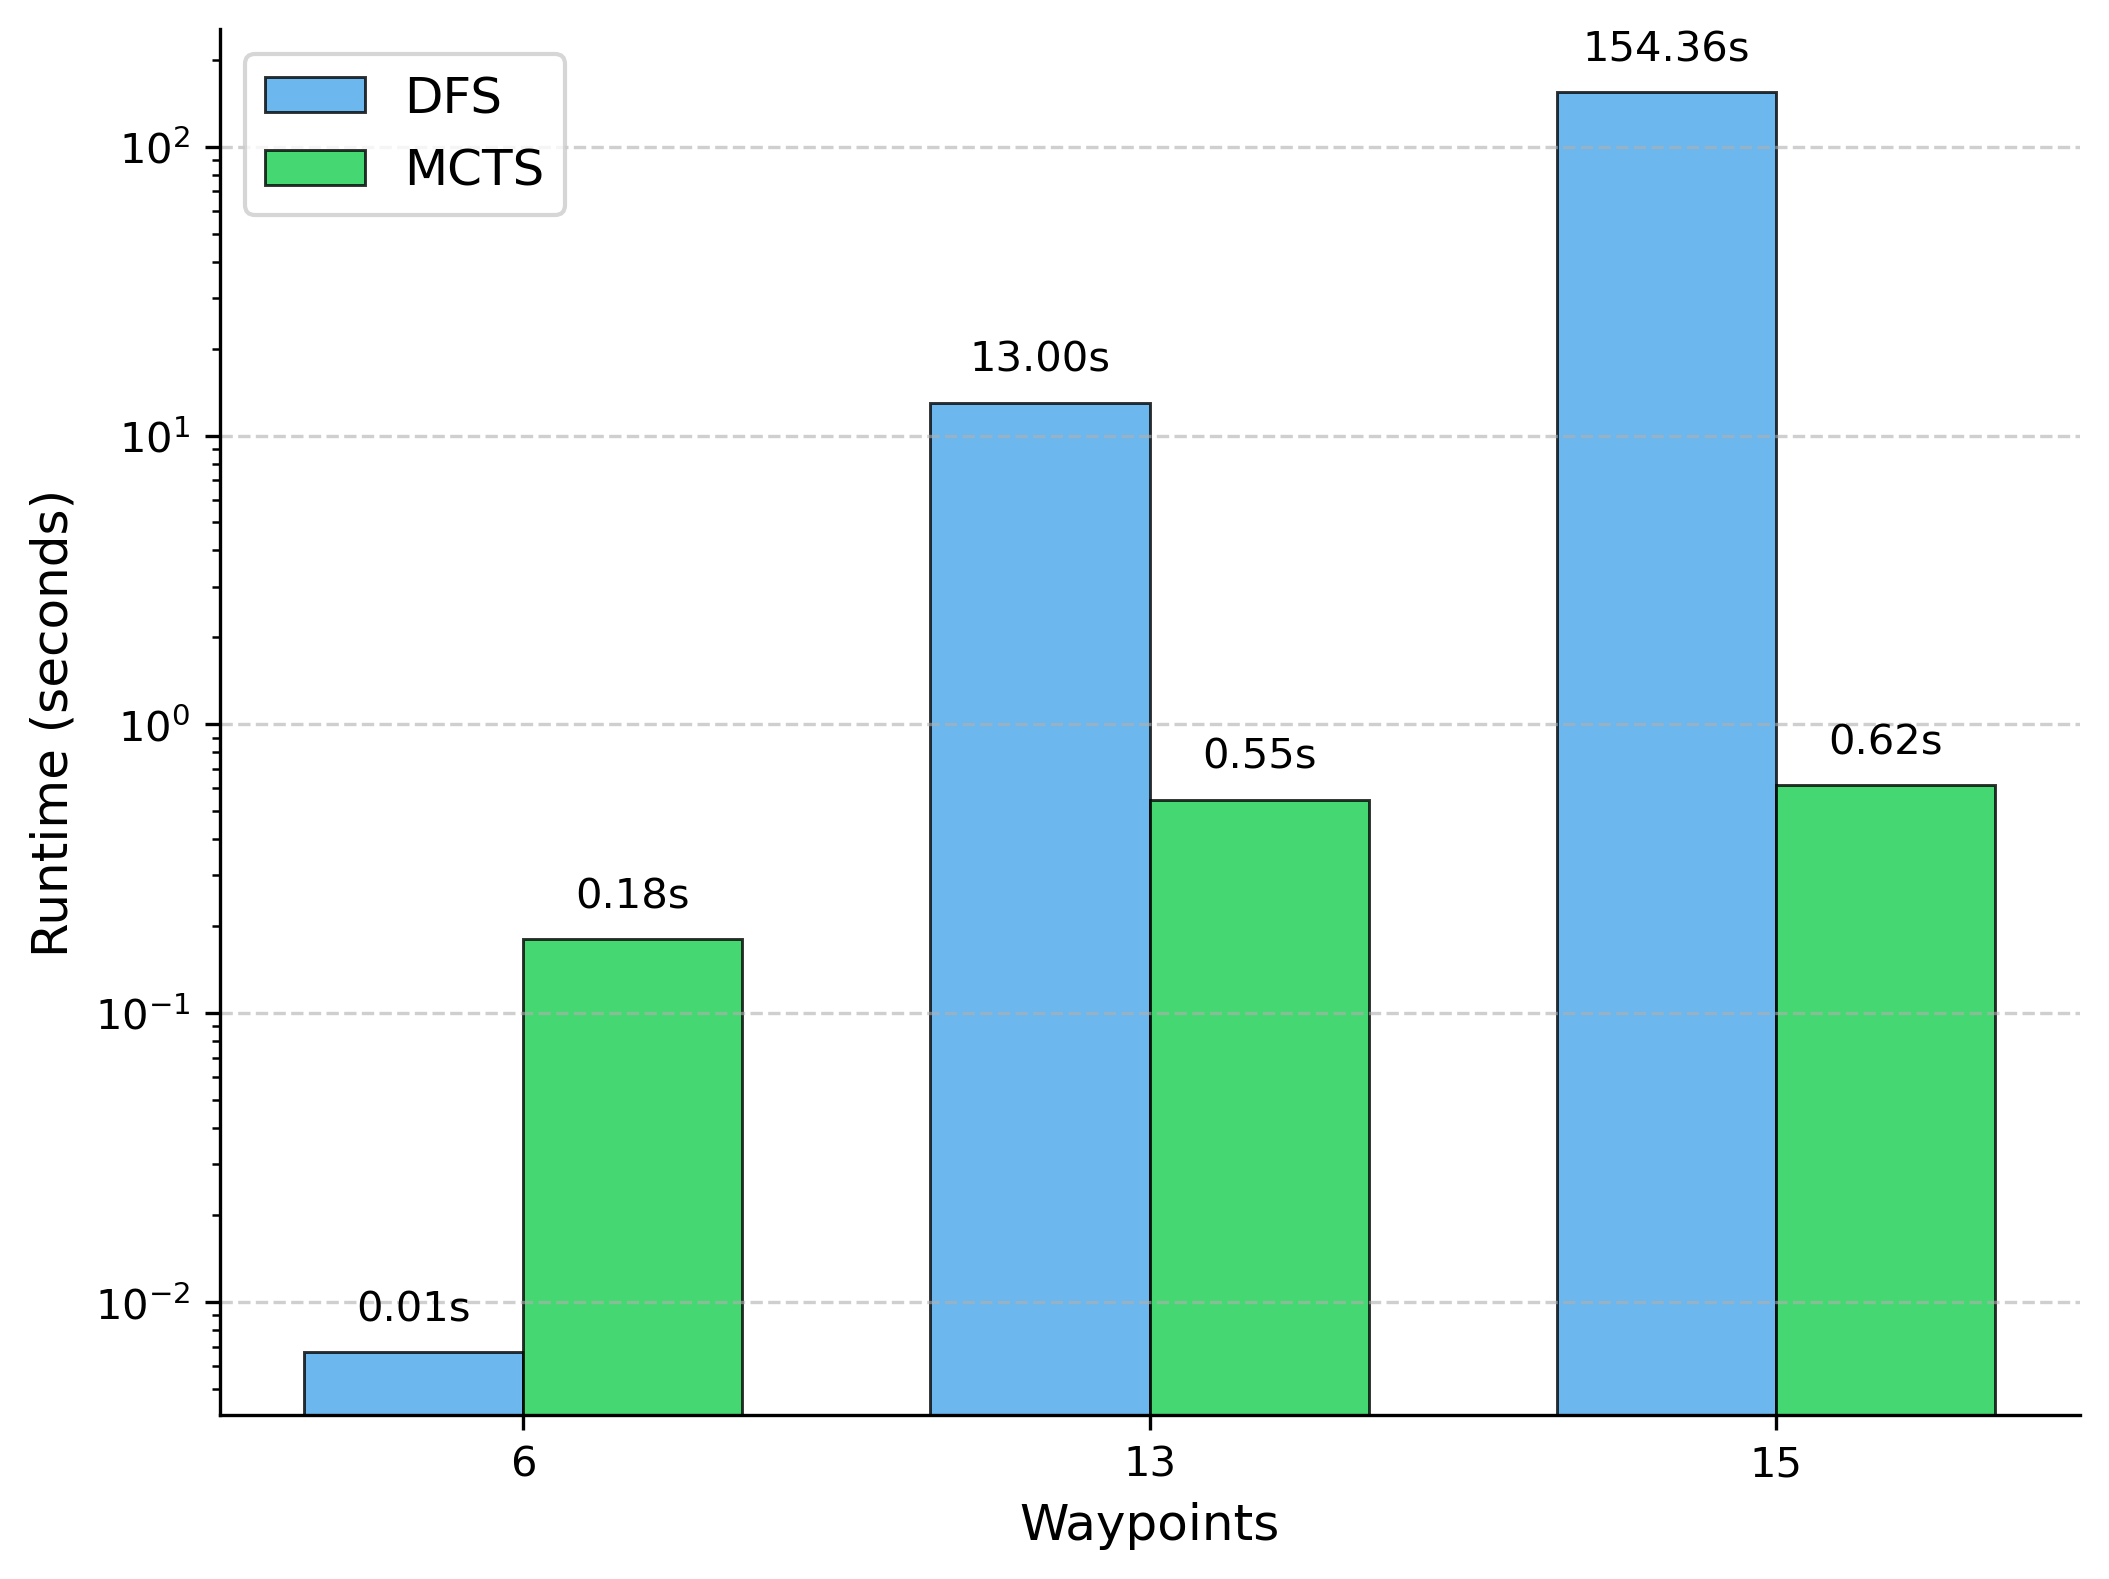 DFS
MCTS
154.36s
13.00s
0.55s
0.62s
0.18s
0.01s
10²
10¹
10⁰
10⁻¹
10⁻²
Runtime (seconds)
6
13
15
Waypoints